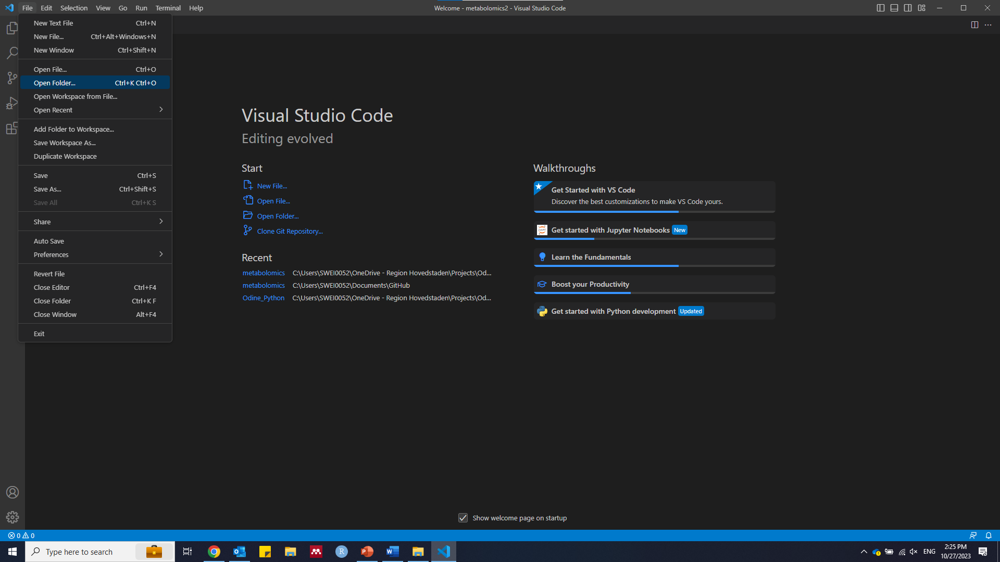 File Edit Selection View Go Run Terminal Help
Welcome - metabolomics2 - Visual Studio Code
New Text File Ctrl+N
New File... Ctrl+Alt+Windows+N
New Window Ctrl+Shift+N
Open File... Ctrl+O
Open Folder... Ctrl+K Ctrl+O
Open Workspace from File...
Open Recent
Add Folder to Workspace...
Save Workspace As...
Duplicate Workspace
Save Ctrl+S
Save As... Ctrl+Shift+S
Save All Ctrl+K S
Share
Auto Save
Preferences
Revert File
Close Editor Ctrl+F4
Close Folder Ctrl+K F
Close Window Alt+F4
Exit
Visual Studio Code
Editing evolved
Start
New File...
Open File...
Open Folder...
Clone Git Repository...
Recent
metabolomics C:\Users\SWEI0052\OneDrive - Region Hovedstaden\Projects\Od...
metabolomics C:\Users\SWEI0052\Documents\GitHub
Odine_Python C:\Users\SWEI0052\OneDrive - Region Hovedstaden\Projects\Od...
Walkthroughs
Get Started with VS Code
Discover the best customizations to make VS Code yours.
Get started with Jupyter Notebooks New
Learn the Fundamentals
Boost your Productivity
Get started with Python development Updated
Show welcome page on startup
0 0
Type here to search
ENG
2:25 PM
10/27/2023